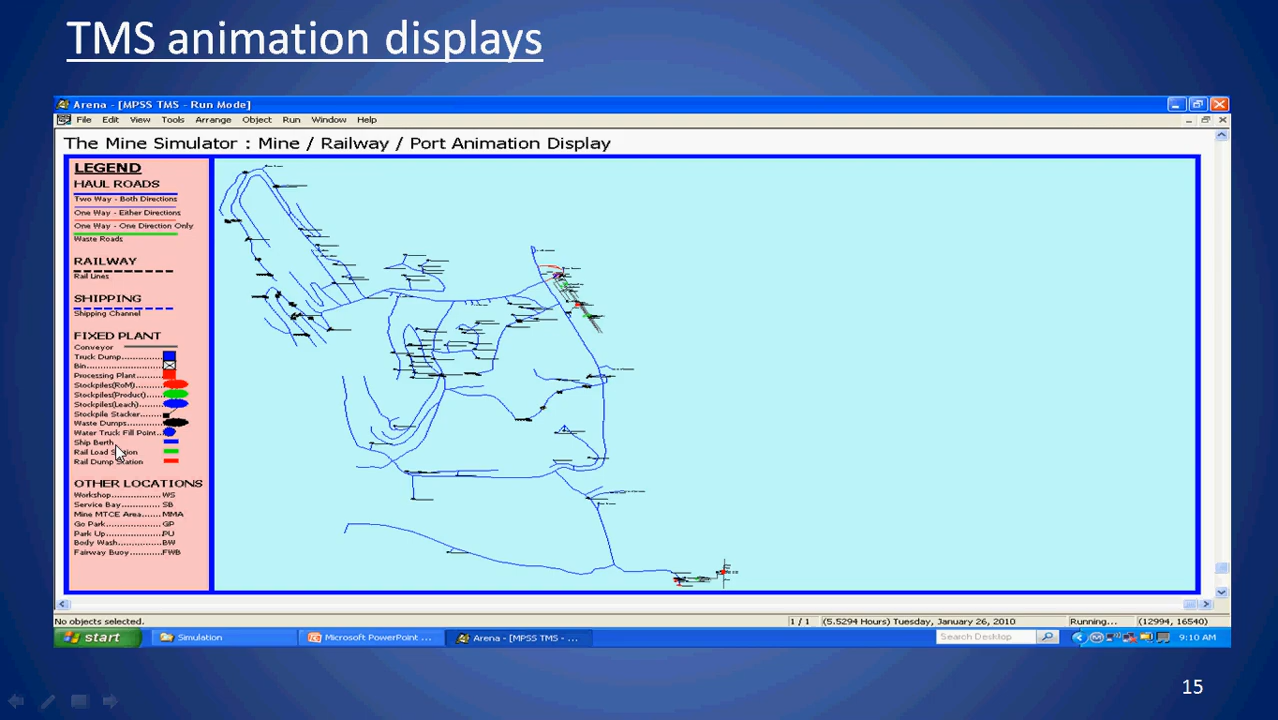 TMS animation displays
Arena - [MPSS TMS - Run Mode]
File Edit View Tools Arrange Object Run Window Help
The Mine Simulator : Mine / Railway / Port Animation Display
LEGEND
HAUL ROADS
Two Way - Both Directions
One Way - Either Directions
One Way - One Direction Only
Waste Roads
RAILWAY
Rail Lines
SHIPPING
Shipping Channel
FIXED PLANT
Conveyor
Truck Dump
Bin
Processing Plant
Stockpiles(RoM)
Stockpiles(Product)
Stockpiles(Leach)
Stockpile Stacker
Waste Dumps
Water Truck Fill Point
Ship Berth
Rail Load Station
Rail Dump Station
OTHER LOCATIONS
Workshop WS
Service Bay SB
Mine MTCE Area MMA
Go Park GP
Park Up PU
Body Wash BW
Fairway Buoy FWB
No objects selected. 1 / 1 (5.5294 Hours) Tuesday, January 26, 2010 Running... (12994, 16540)
start Simulation Microsoft PowerPoint ... Arena - [MPSS TMS - ... Search Desktop 9:10 AM
15